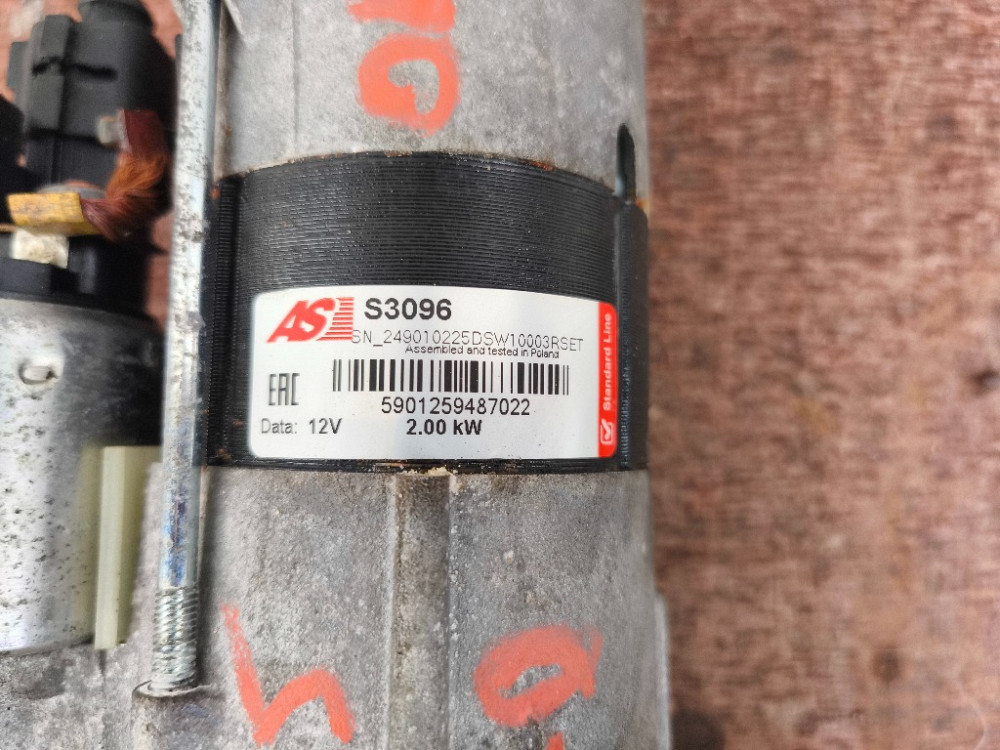 AS S3096
SN_249010225DSW10003RSET
Assembled and tested in Poland
EAC
5901259487022
Data: 12V 2.00 kW
Standard Line